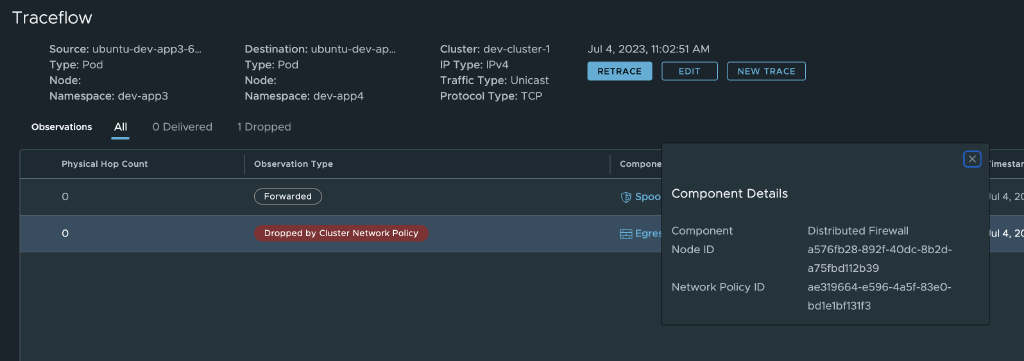 Traceflow
Source: ubuntu-dev-app3-6...
Type: Pod
Node:
Namespace: dev-app3
Destination: ubuntu-dev-ap...
Type: Pod
Node:
Namespace: dev-app4
Cluster: dev-cluster-1
IP Type: IPv4
Traffic Type: Unicast
Protocol Type: TCP
Jul 4, 2023, 11:02:51 AM
RETRACE EDIT NEW TRACE
Observations All 0 Delivered 1 Dropped
Physical Hop Count Observation Type Compone imestar
0 Forwarded Spoo ul 4, 20
0 Dropped by Cluster Network Policy Egres ul 4, 20
Component Details
Component Distributed Firewall
Node ID a576fb28-892f-40dc-8b2d-
a75fbd112b39
Network Policy ID ae319664-e596-4a5f-83e0-
bd1e1bf131f3